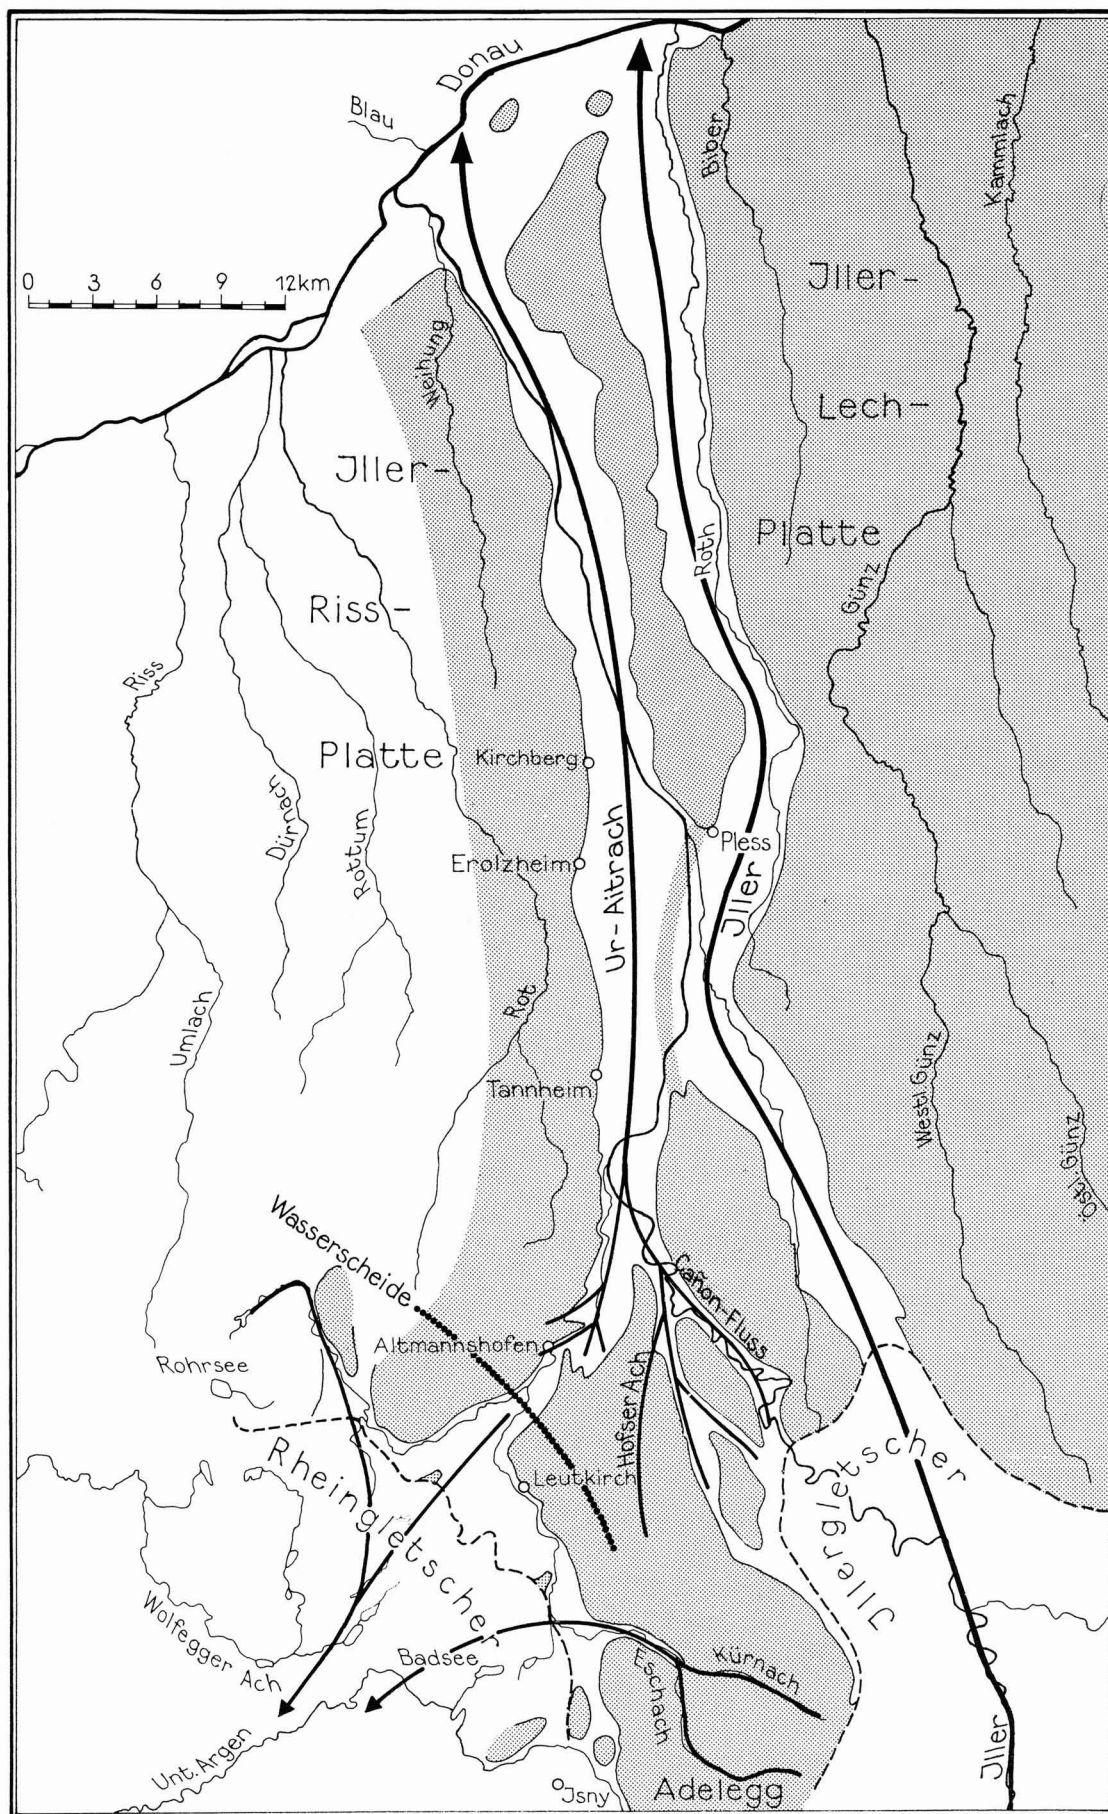 Donau
Blau
Biber
Kammlach
0 3 6 9 12km
Jller-
Lech-
Platte
Weihung
Jller-
Riss-
Platte
Roth
Günz
Riss
Kirchberg
Dürnach
Rottum
Erolzheim
Ur-Aitrach
Pless
Jller
Rot
Umlach
Tannheim
Westl. Günz
Östl. Günz
Wasserscheide
Cañon-Fluss
Altmannshofen
Rohrsee
Hofser Ach
Rheingletscher
Leutkirch
Jllergletscher
Wolfegger Ach
Badsee
Eschach
Kürnach
Unt. Argen
Jsny
Adelegg
Jller